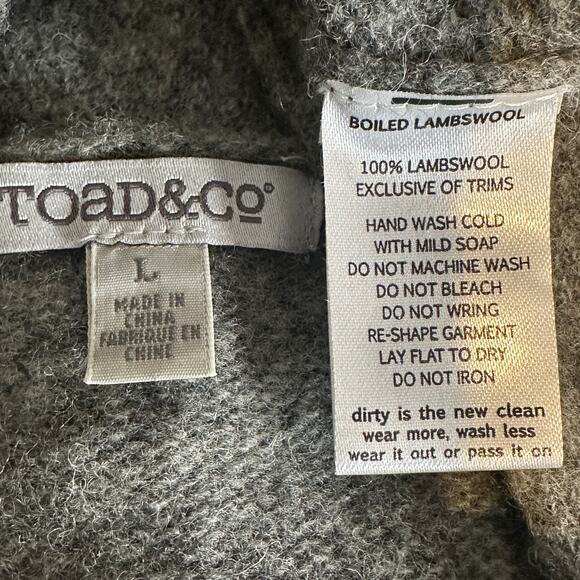 TOAD&CO
L
MADE IN
CHINA
FABRIQUE EN
CHINE
BOILED LAMBSWOOL
100% LAMBSWOOL
EXCLUSIVE OF TRIMS
HAND WASH COLD
WITH MILD SOAP
DO NOT MACHINE WASH
DO NOT BLEACH
DO NOT WRING
RE-SHAPE GARMENT
LAY FLAT TO DRY
DO NOT IRON
dirty is the new clean
wear more, wash less
wear it out or pass it on